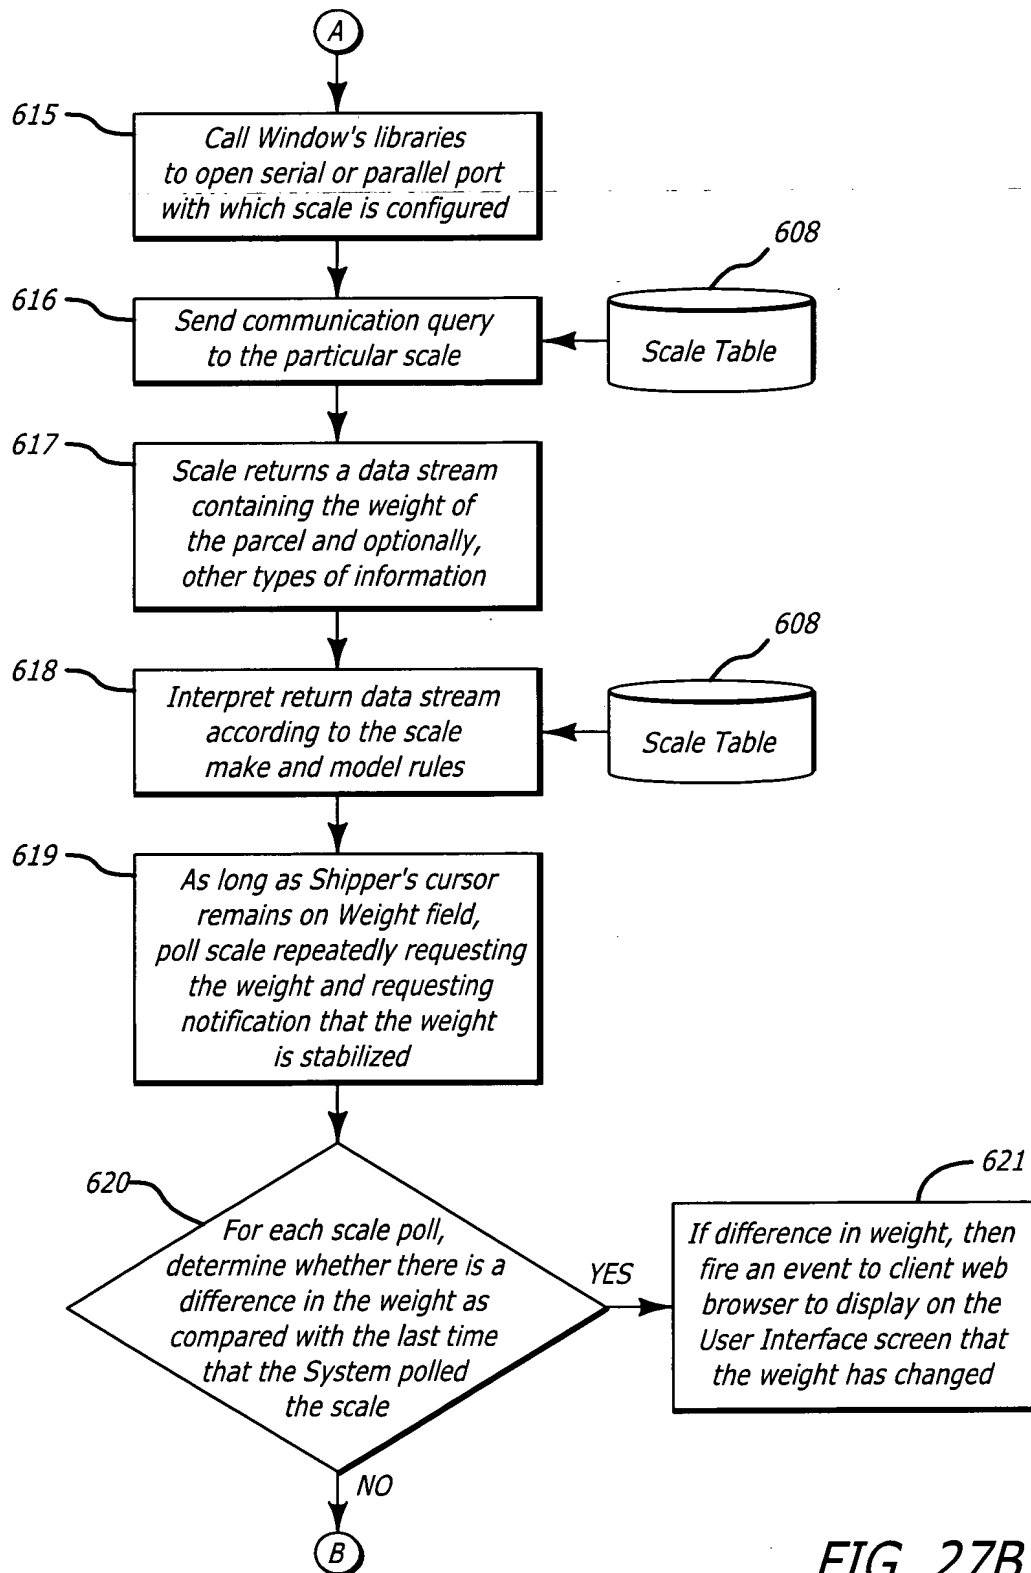 A
615
Call Window's libraries
to open serial or parallel port
with which scale is configured
608
616
Send communication query
to the particular scale
Scale Table
617
Scale returns a data stream
containing the weight of
the parcel and optionally,
other types of information
608
618
Interpret return data stream
according to the scale
make and model rules
Scale Table
619
As long as Shipper's cursor
remains on Weight field,
poll scale repeatedly requesting
the weight and requesting
notification that the weight
is stabilized
620
For each scale poll,
determine whether there is a
difference in the weight as
compared with the last time
that the System polled
the scale
YES
621
If difference in weight, then
fire an event to client web
browser to display on the
User Interface screen that
the weight has changed
NO
B
FIG. 27B